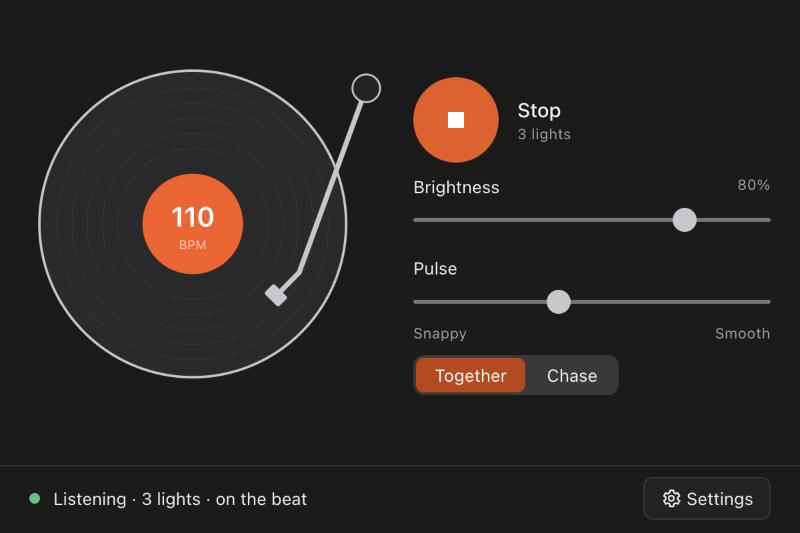 110
BPM
Stop
3 lights
Brightness
80%
Pulse
Snappy
Smooth
Together
Chase
Listening · 3 lights · on the beat
Settings